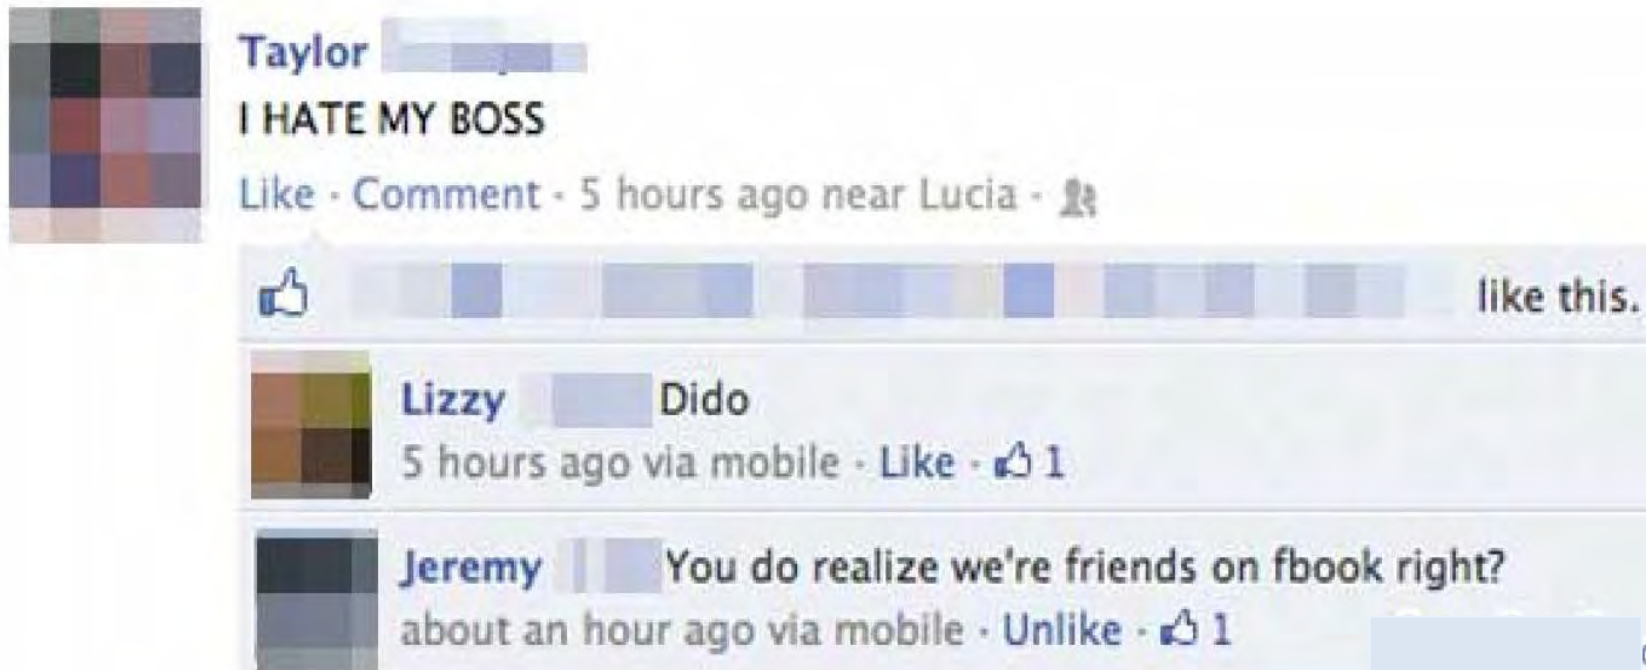 Taylor
I HATE MY BOSS
Like · Comment · 5 hours ago near Lucia ·
like this.
Lizzy Dido
5 hours ago via mobile · Like · 1
Jeremy You do realize we're friends on fbook right?
about an hour ago via mobile · Unlike · 1